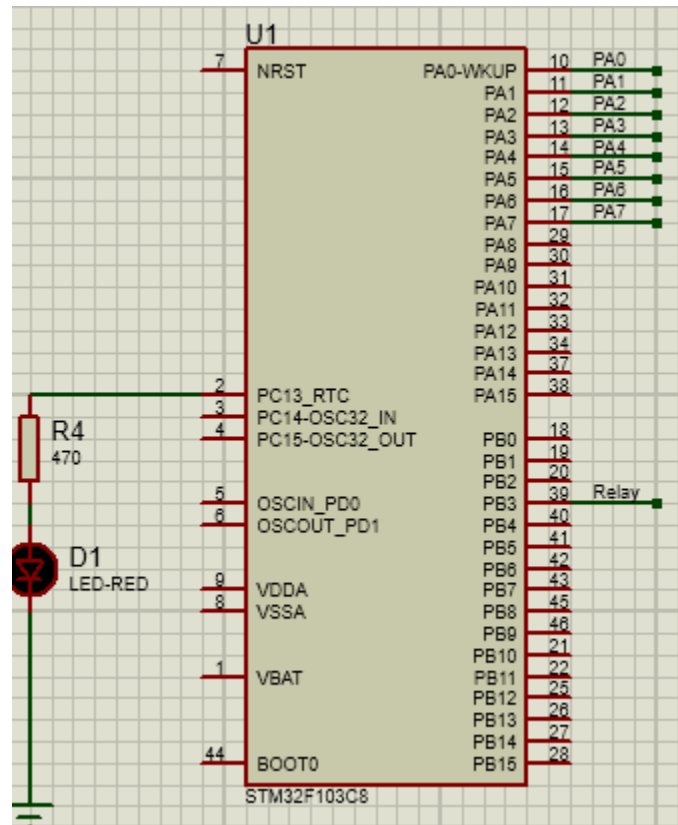 U1
7 NRST PA0-WKUP 10 PA0
PA1 11 PA1
PA2 12 PA2
PA3 13 PA3
PA4 14 PA4
PA5 15 PA5
PA6 16 PA6
PA7 17 PA7
PA8 29
PA9 30
PA10 31
PA11 32
PA12 33
PA13 34
PA14 37
2 PC13_RTC PA15 38
3 PC14-OSC32_IN
4 PC15-OSC32_OUT PB0 18
R4
470
PB1 19
PB2 20
5 OSCIN_PD0 PB3 39 Relay
6 OSCOUT_PD1 PB4 40
PB5 41
D1
LED-RED
PB6 42
9 VDDA PB7 43
8 VSSA PB8 45
PB9 46
PB10 21
1 VBAT PB11 22
PB12 25
PB13 26
PB14 27
44 BOOT0 PB15 28
STM32F103C8